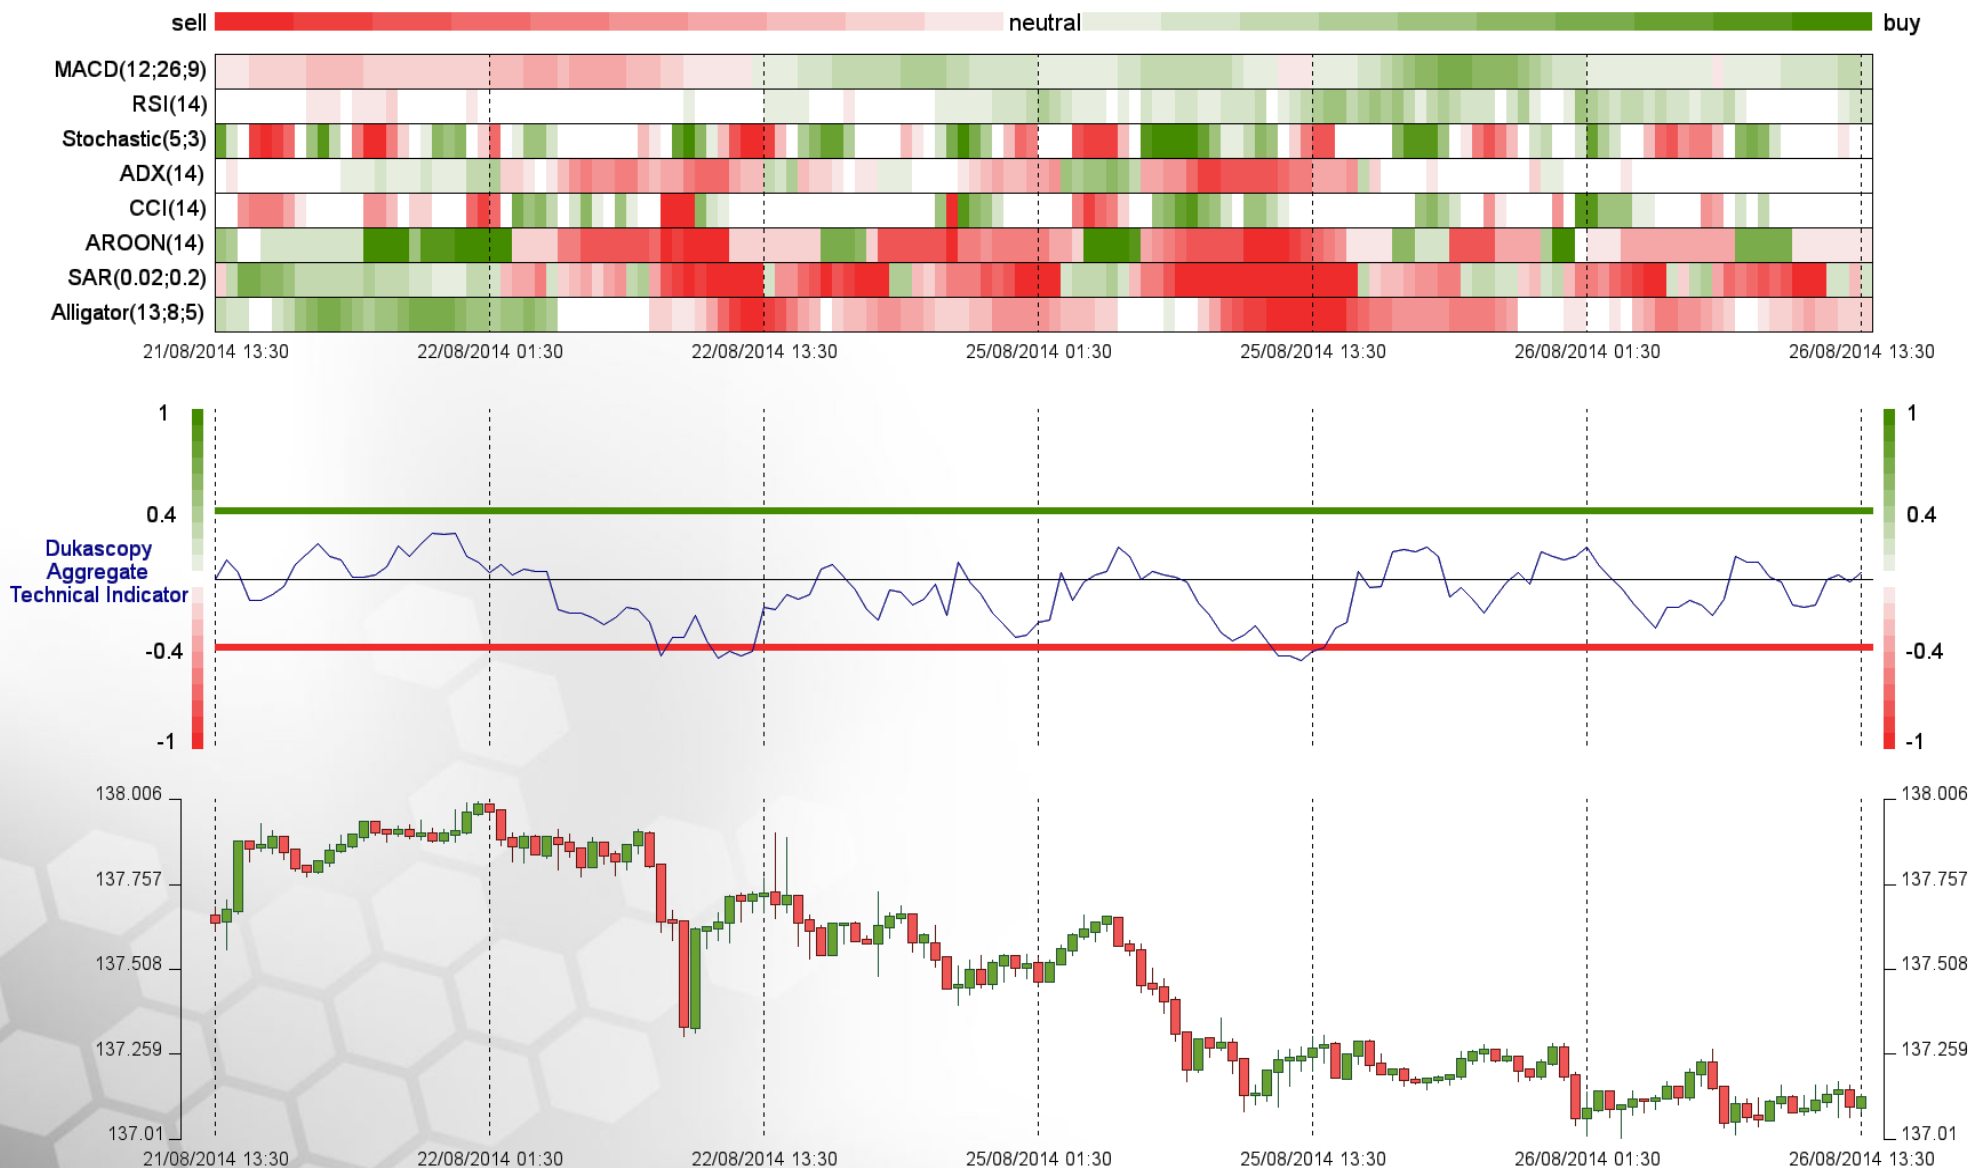 sell neutral buy
MACD(12;26;9)
RSI(14)
Stochastic(5;3)
ADX(14)
CCI(14)
AROON(14)
SAR(0.02;0.2)
Alligator(13;8;5)
21/08/2014 13:30 22/08/2014 01:30 22/08/2014 13:30 25/08/2014 01:30 25/08/2014 13:30 26/08/2014 01:30 26/08/2014 13:30
1 1
0.4 0.4
Dukascopy
Aggregate
Technical Indicator
-0.4 -0.4
-1 -1
138.006 138.006
137.757 137.757
137.508 137.508
137.259 137.259
137.01 137.01
21/08/2014 13:30 22/08/2014 01:30 22/08/2014 13:30 25/08/2014 01:30 25/08/2014 13:30 26/08/2014 01:30 26/08/2014 13:30